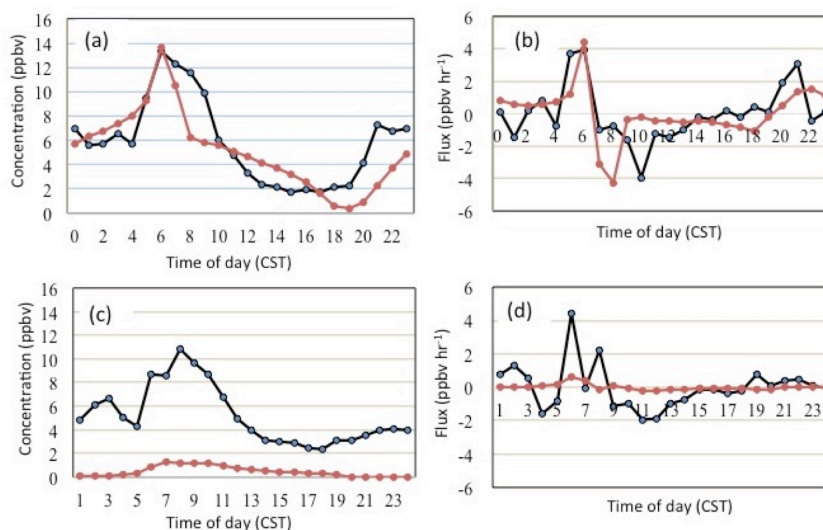 (a)
Concentration (ppbv)
16
14
12
10
8
6
4
2
0
0 2 4 6 8 10 12 14 16 18 20 22
Time of day (CST)
(b)
Flux (ppbv hr⁻¹)
6
4
2
0
-2
-4
-6
0 2 4 6 8 10 12 14 16 18 20 22
Time of day (CST)
(c)
Concentration (ppbv)
16
14
12
10
8
6
4
2
0
1 3 5 7 9 11 13 15 17 19 21 23
Time of day (CST)
(d)
Flux (ppbv hr⁻¹)
6
4
2
0
-2
-4
-6
1 3 5 7 9 11 13 15 17 19 21 23
Time of day (CST)